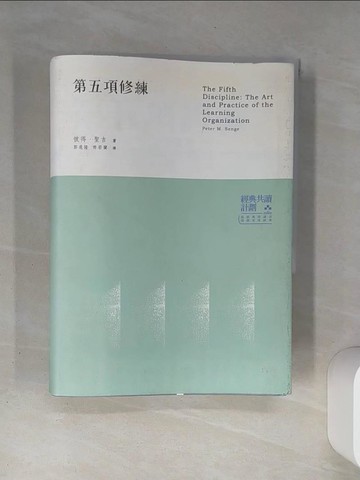 第五項修練
The Fifth
Discipline: The Art
and Practice of the
Learning
Organization
Peter M. Senge
彼得．聖吉 著
經典共讀
計劃